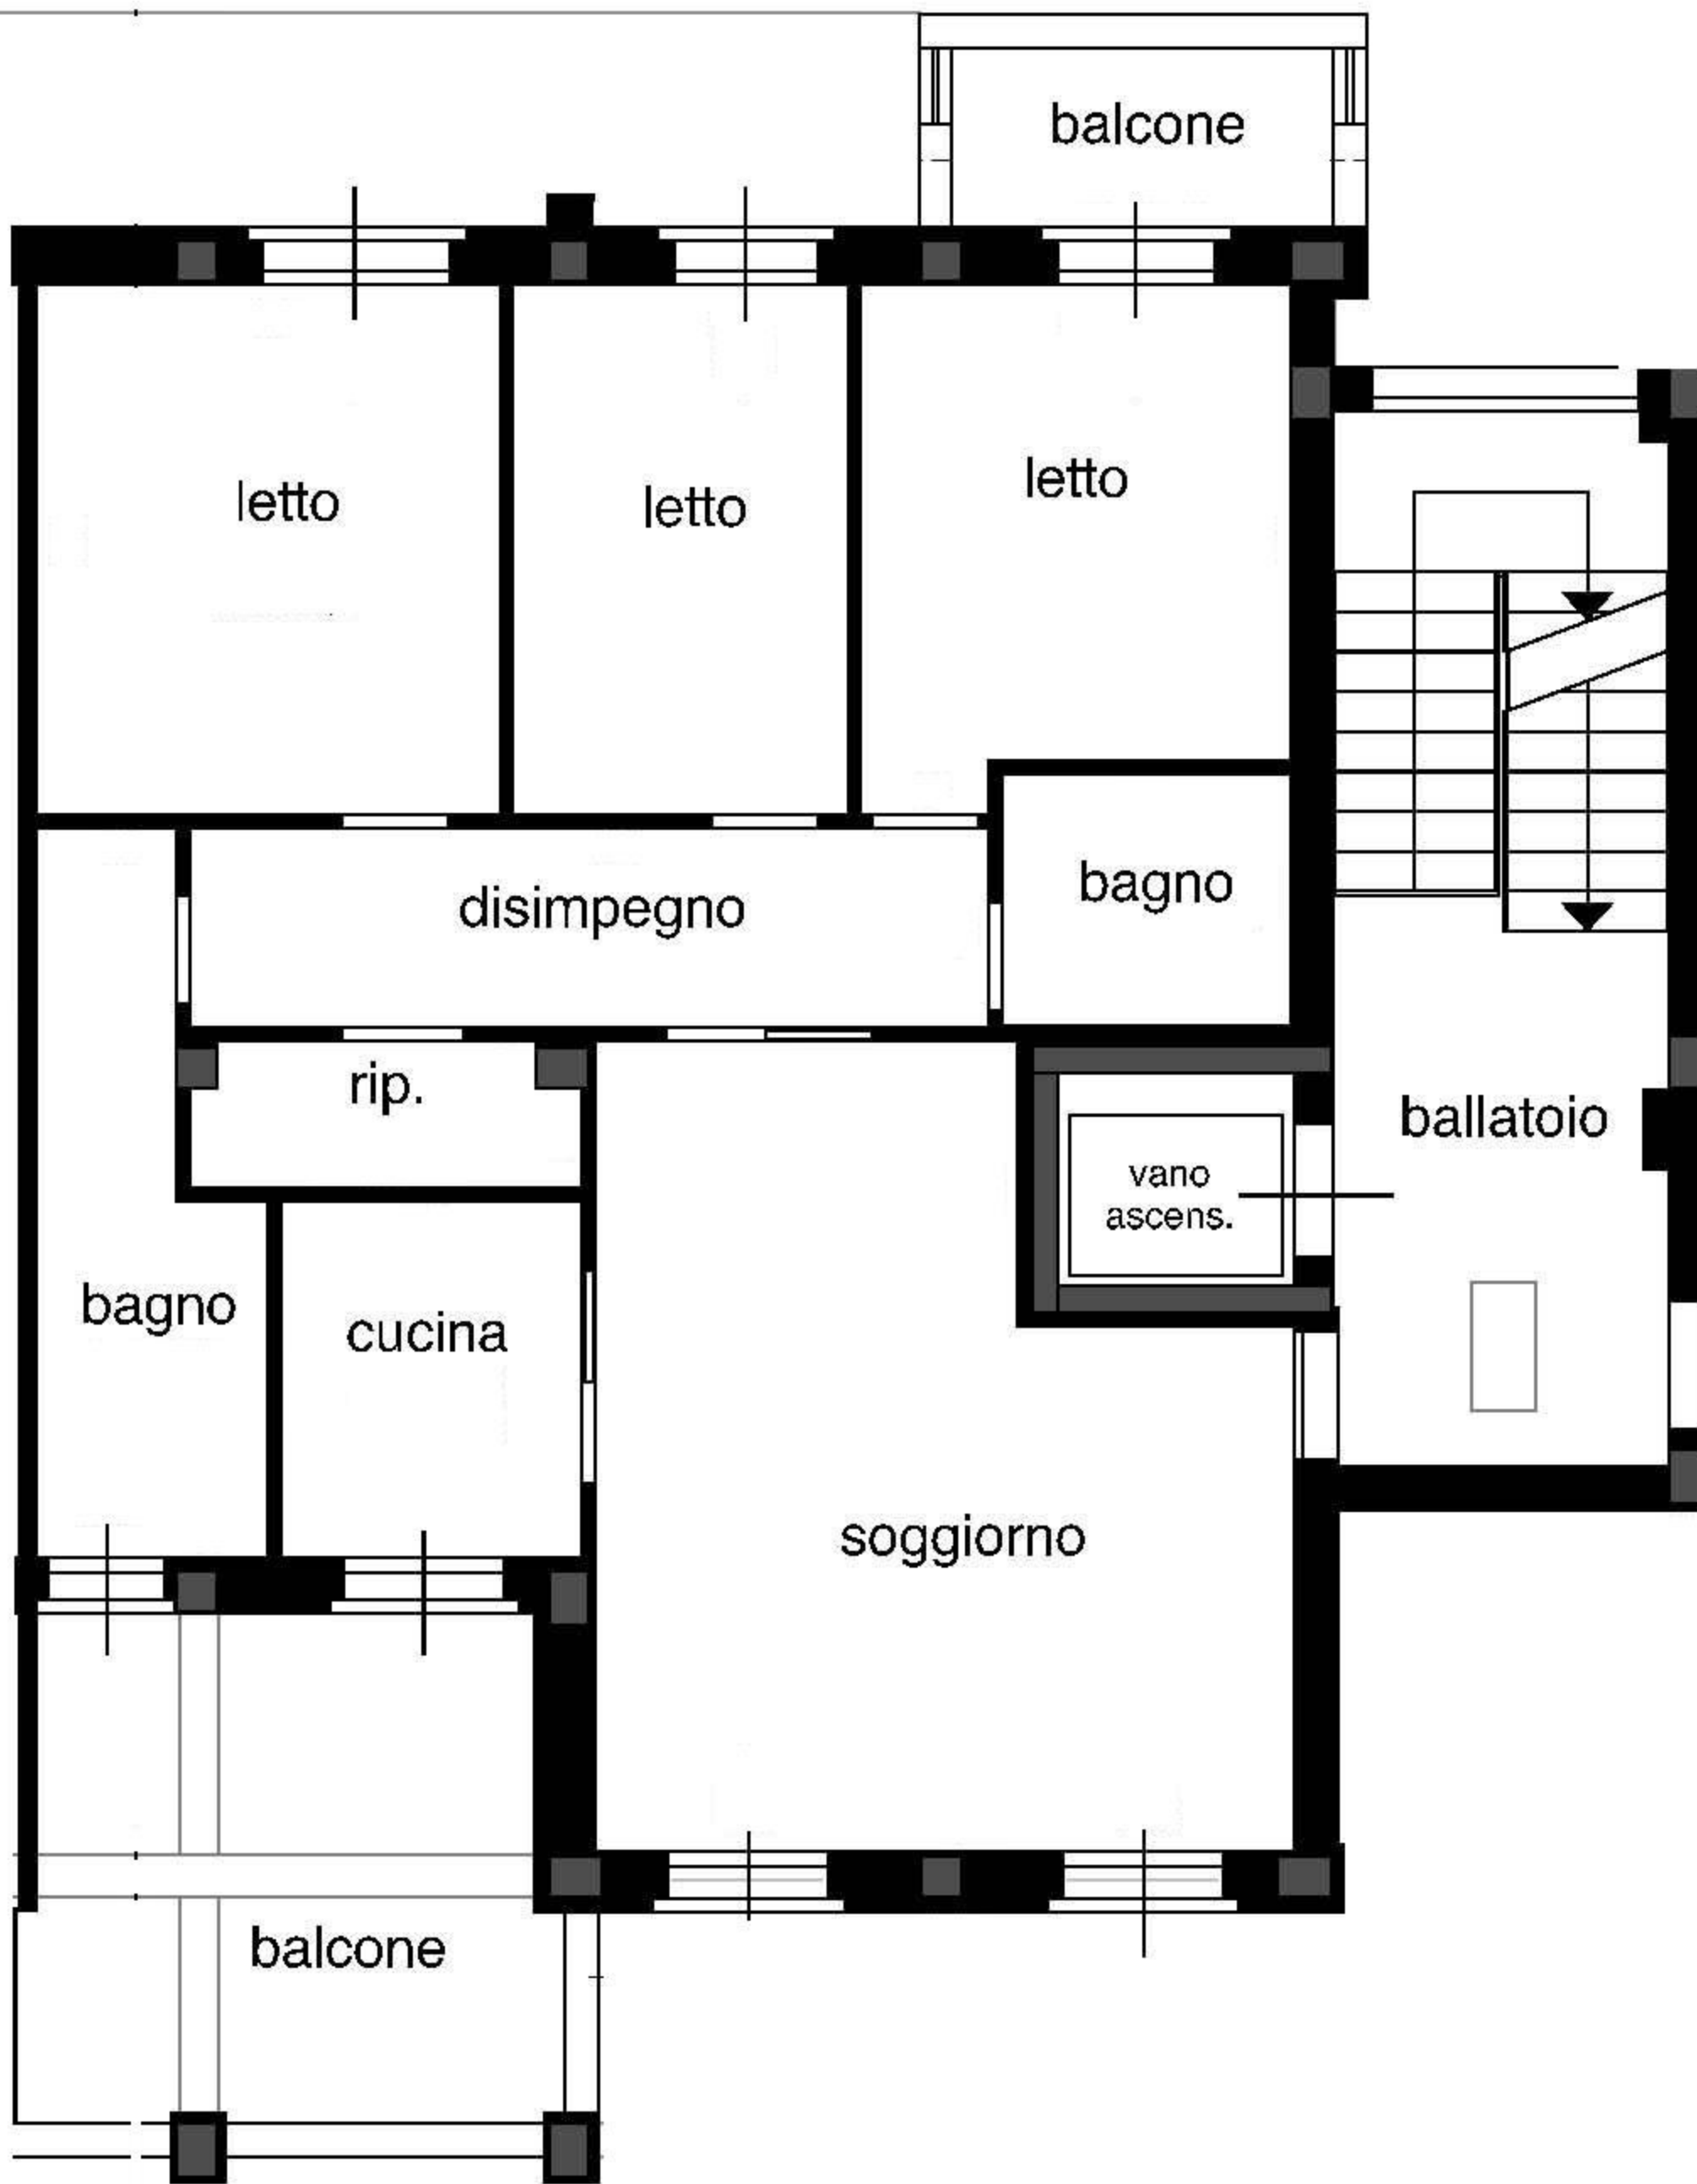 balcone
letto
letto
letto
disimpegno
bagno
rip.
ballatoio
vano
ascens.
bagno
cucina
soggiorno
balcone